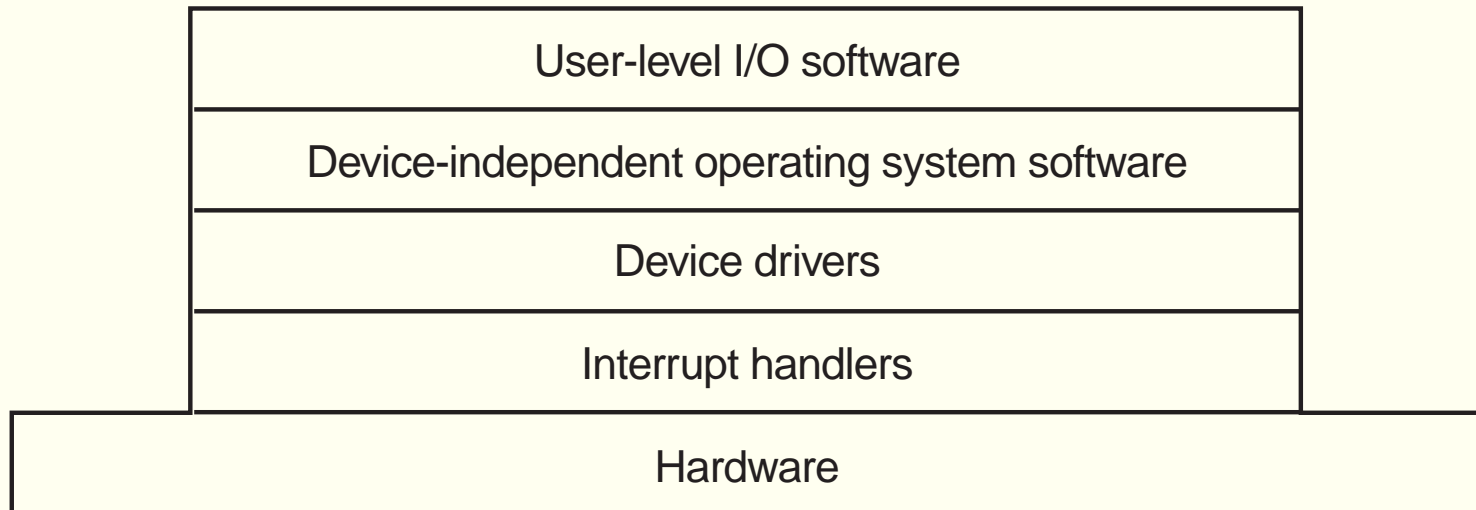 User-level I/O software
Device-independent operating system software
Device drivers
Interrupt handlers
Hardware